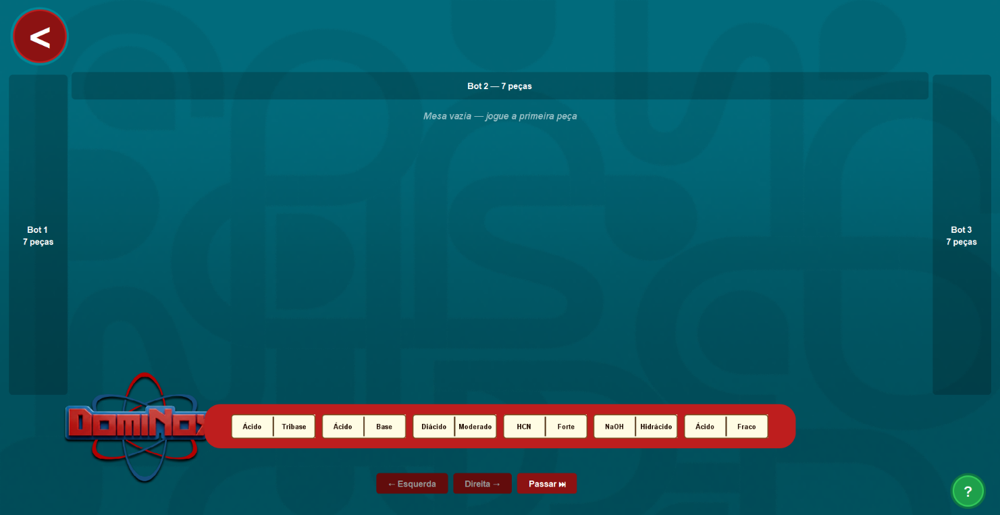 <
Bot 2 — 7 peças
Mesa vazia — jogue a primeira peça
Bot 1
7 peças
Bot 3
7 peças
DomiNox
Ácido Tribase
Ácido Base
Diácido Moderado
HCN Forte
NaOH Hidrácido
Ácido Fraco
← Esquerda
Direita →
Passar ⏭
?